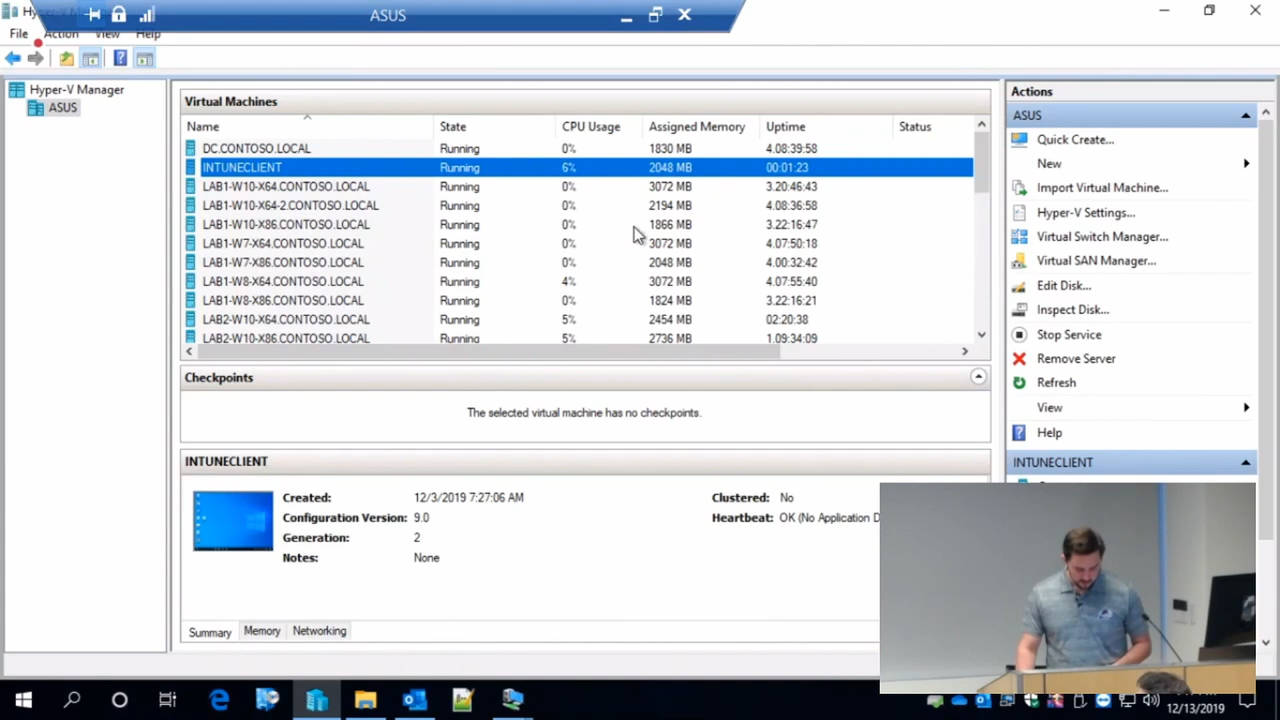 ASUS
File Action View Help
Hyper-V Manager
ASUS
Virtual Machines
Name State CPU Usage Assigned Memory Uptime Status
DC.CONTOSO.LOCAL Running 0% 1830 MB 4.08:39:58
INTUNECLIENT Running 6% 2048 MB 00:01:23
LAB1-W10-X64.CONTOSO.LOCAL Running 0% 3072 MB 3.20:46:43
LAB1-W10-X64-2.CONTOSO.LOCAL Running 0% 2194 MB 4.08:36:58
LAB1-W10-X86.CONTOSO.LOCAL Running 0% 1866 MB 3.22:16:47
LAB1-W7-X64.CONTOSO.LOCAL Running 0% 3072 MB 4.07:50:18
LAB1-W7-X86.CONTOSO.LOCAL Running 0% 2048 MB 4.00:32:42
LAB1-W8-X64.CONTOSO.LOCAL Running 4% 3072 MB 4.07:55:40
LAB1-W8-X86.CONTOSO.LOCAL Running 0% 1824 MB 3.22:16:21
LAB2-W10-X64.CONTOSO.LOCAL Running 5% 2454 MB 02:20:38
LAB2-W10-X86.CONTOSO.LOCAL Running 5% 2736 MB 1.09:34:09
Checkpoints
The selected virtual machine has no checkpoints.
INTUNECLIENT
Created: 12/3/2019 7:27:06 AM
Configuration Version: 9.0
Generation: 2
Notes: None
Clustered: No
Heartbeat: OK (No Application D
Summary Memory Networking
Actions
ASUS
Quick Create...
New
Import Virtual Machine...
Hyper-V Settings...
Virtual Switch Manager...
Virtual SAN Manager...
Edit Disk...
Inspect Disk...
Stop Service
Remove Server
Refresh
View
Help
INTUNECLIENT
12/13/2019